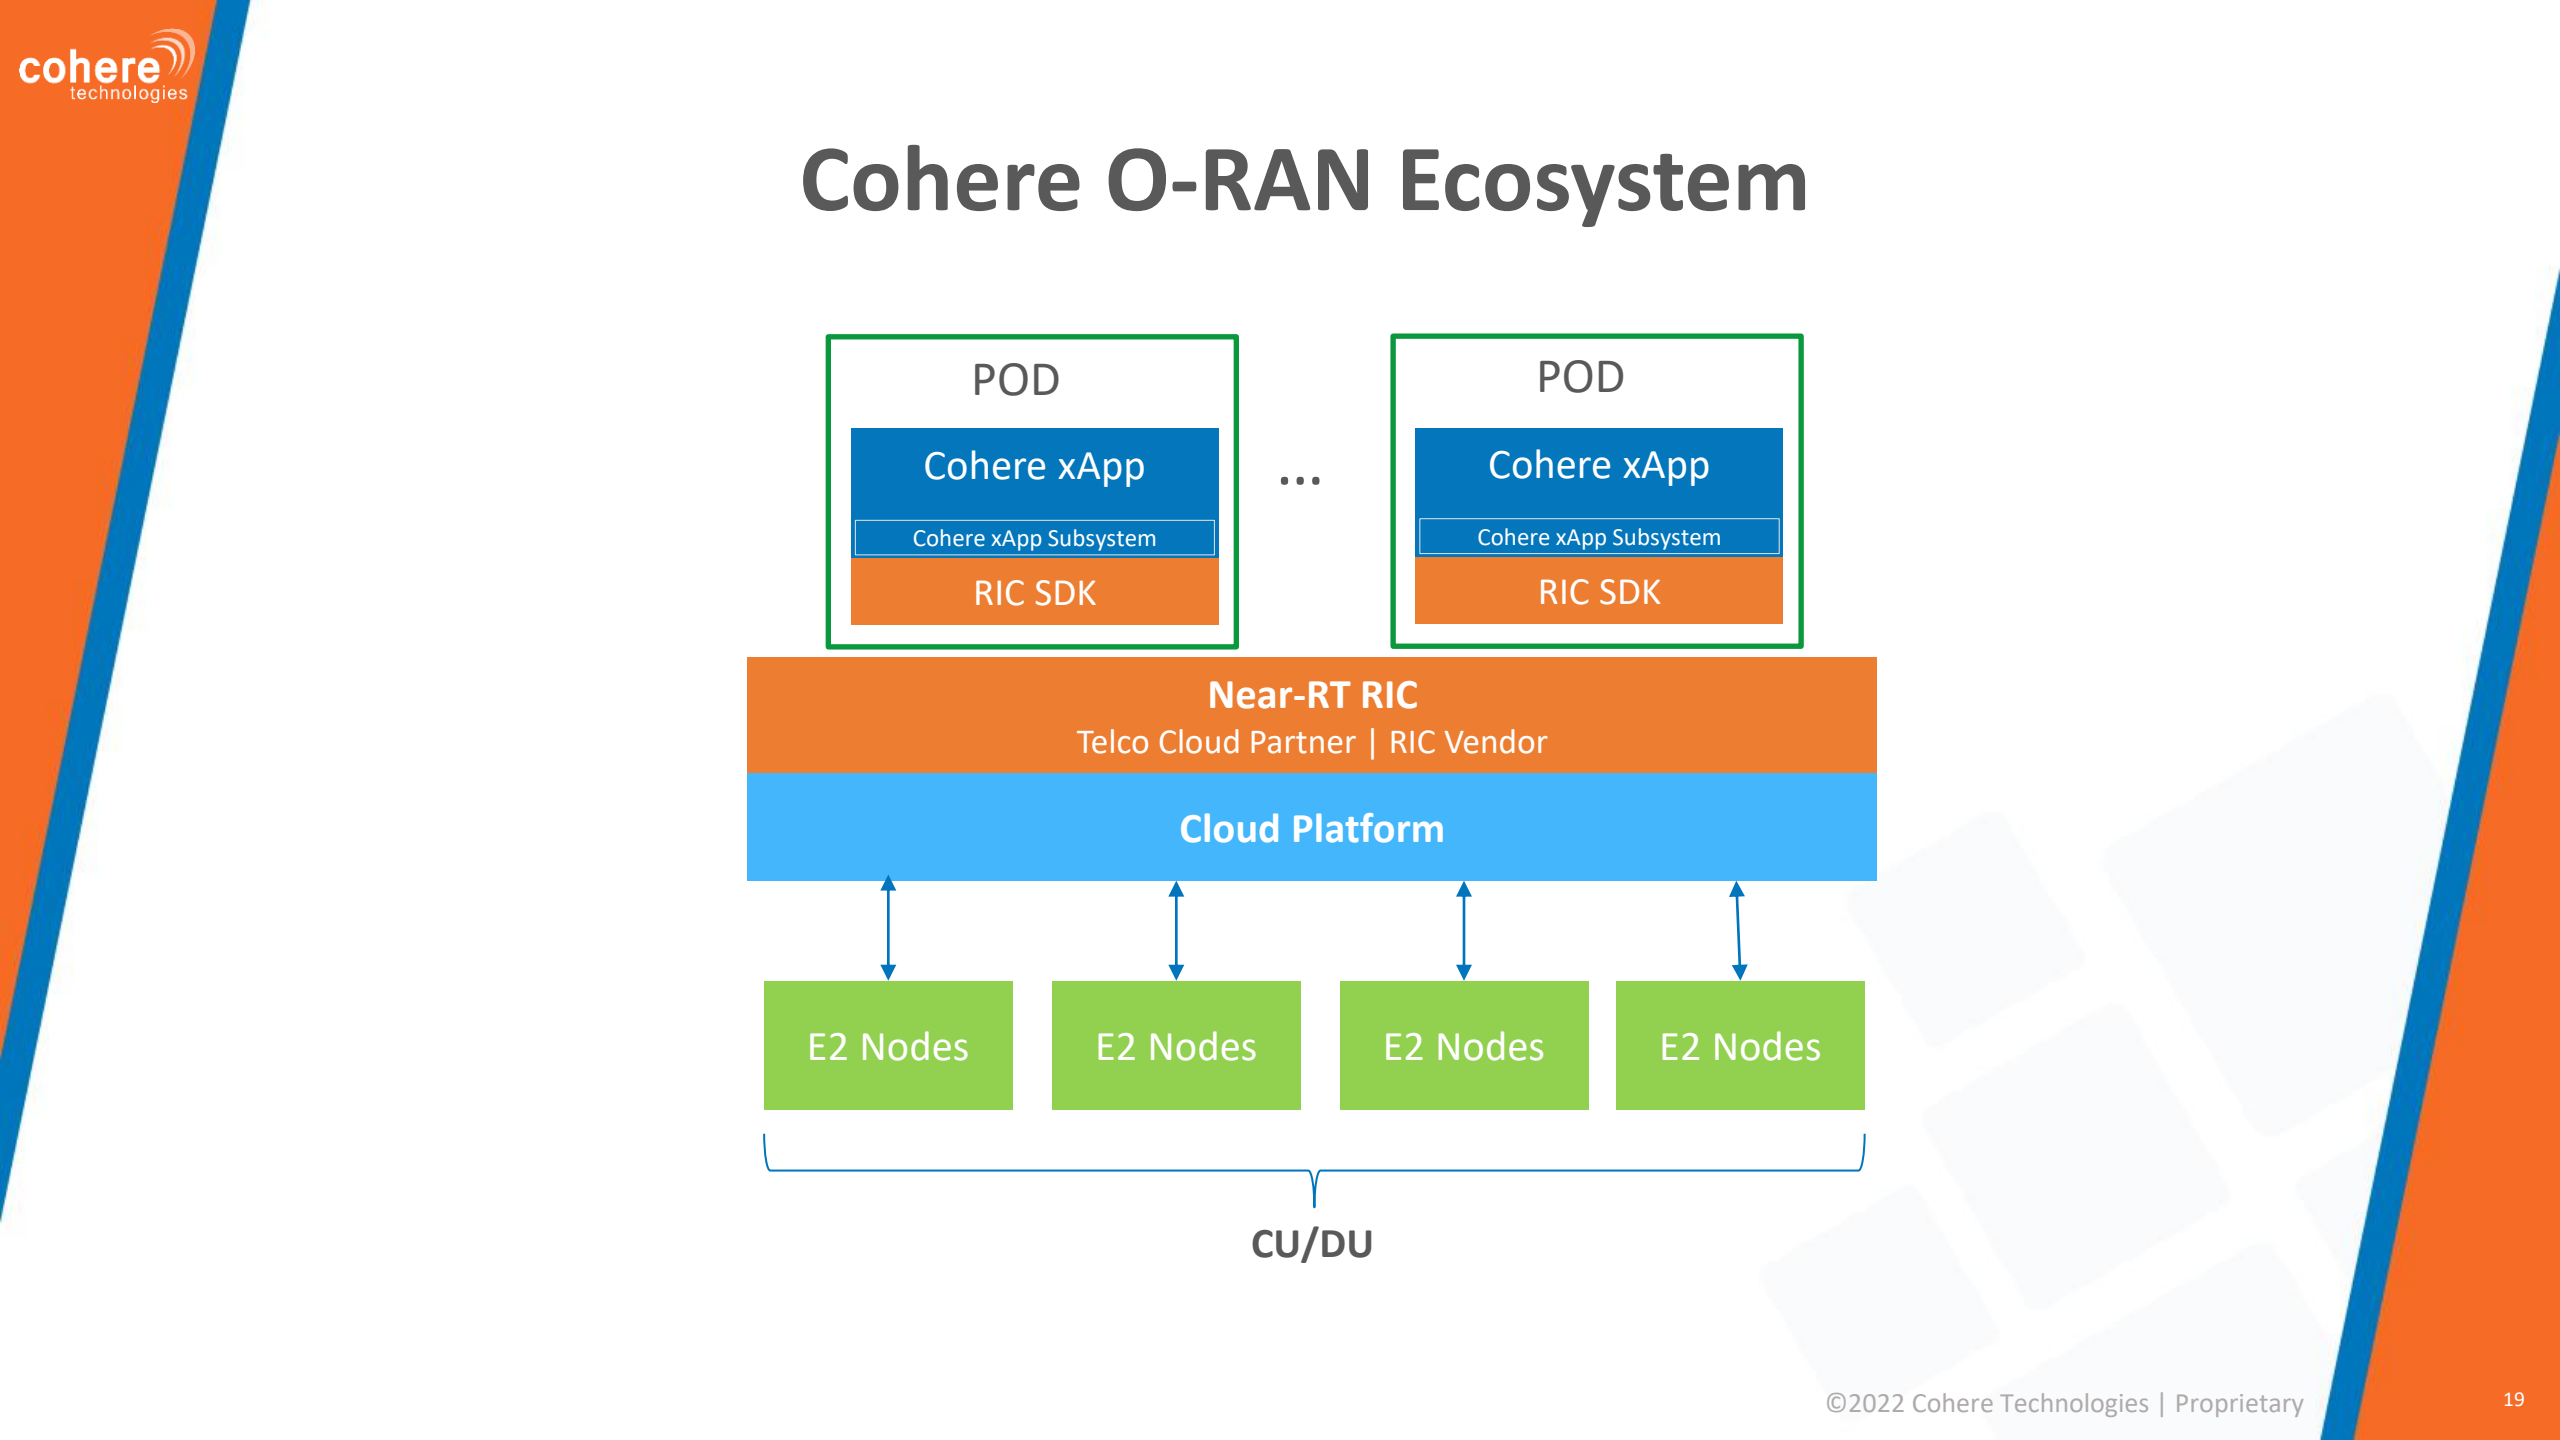 cohere
technologies
Cohere O-RAN Ecosystem
POD
Cohere xApp
Cohere xApp Subsystem
RIC SDK
...
POD
Cohere xApp
Cohere xApp Subsystem
RIC SDK
Near-RT RIC
Telco Cloud Partner | RIC Vendor
Cloud Platform
E2 Nodes
E2 Nodes
E2 Nodes
E2 Nodes
CU/DU
©2022 Cohere Technologies | Proprietary
19